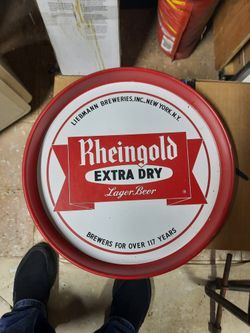 LIEBMANN BREWERIES, INC., NEW YORK, N.Y.
Rheingold
EXTRA DRY
Lager Beer
®
BREWERS FOR OVER 117 YEARS